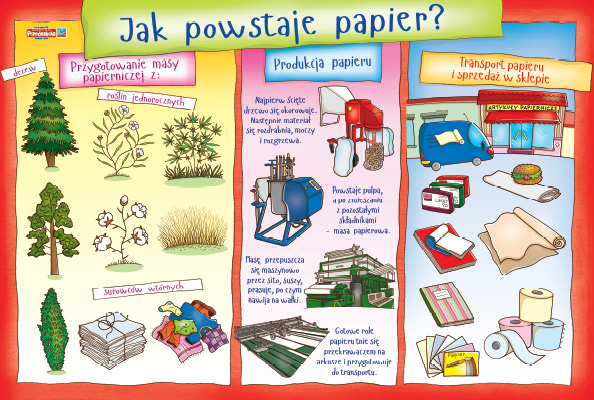 Jak powstaje papier?
Przedszkola
drzew
Przygotowanie masy
papierniczej z:
roślin jednorocznych
surowców wtórnych
Produkcja papieru
Najpierw ścięte
drzewo się okorowuje.
Następnie materiał
się rozdrabnia, moczy
i rozgrzewa.
Powstaje pulpa,
a po zmieszaniu
z pozostałymi
składnikami
- masa papierowa.
Masę przepuszcza
się maszynowo
przez sito, suszy,
prasuje, po czym
nawija na wałki.
Gotowe role
papieru tnie się
przekrawaczem na
arkusze i przygotowuje
do transportu.
Transport papieru
i sprzedaż w sklepie
ARTYKUŁY PAPIERNICZE
Papier